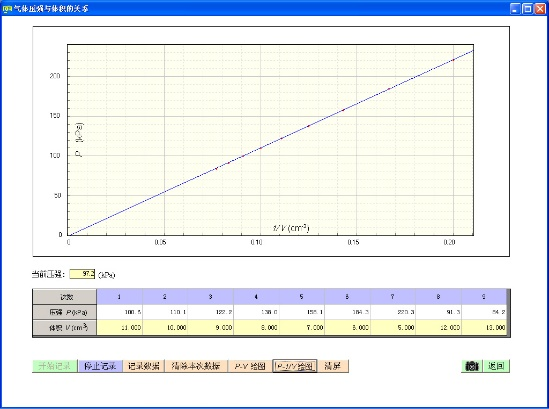 气体压强与体积的关系
200
150
100
50
0
P (kPa)
1/V (cm⁻³)
0 0.05 0.10 0.15 0.20
当前压强: 97.2 (kPa)
次数 1 2 3 4 5 6 7 8 9
压强 P(kPa) 100.8 110.1 122.2 138.0 158.1 184.3 220.3 91.3 84.2
体积 V(cm³) 11.000 10.000 9.000 8.000 7.000 6.000 5.000 12.000 13.000
开始记录 停止记录 记录数据 清除本次数据 P-V 绘图 P-1/V 绘图 清屏 返回